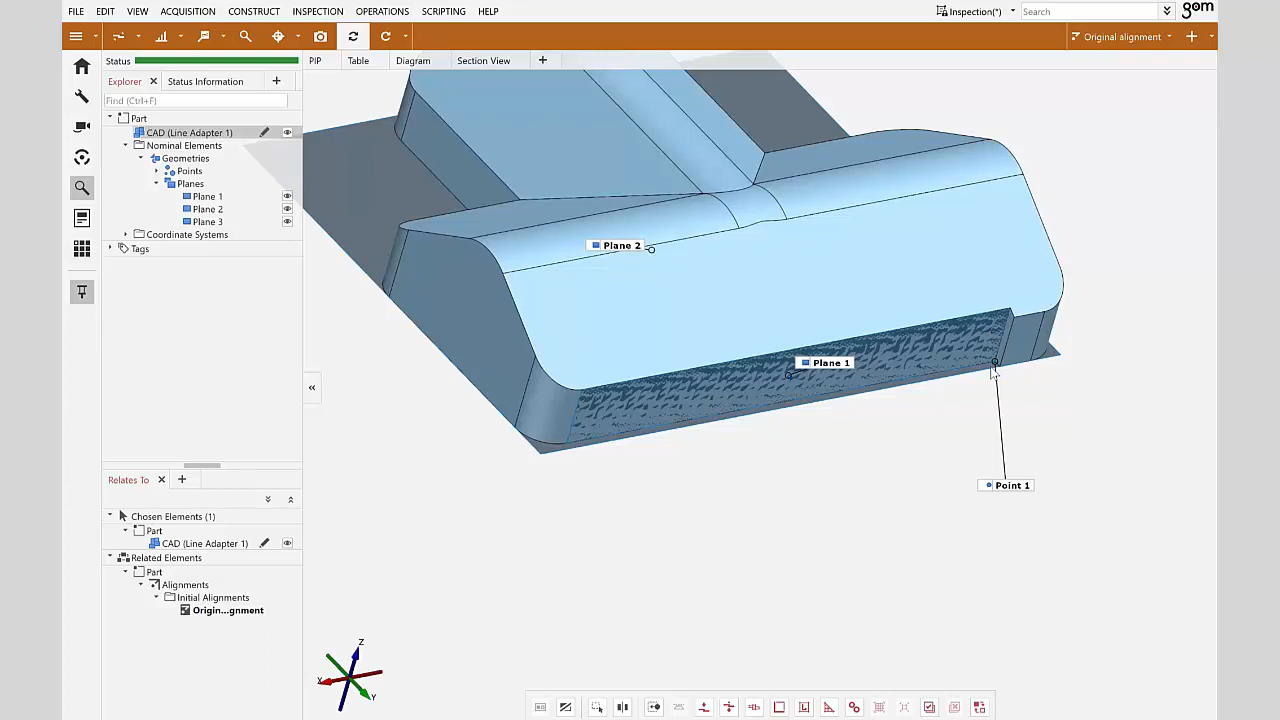 FILE EDIT VIEW ACQUISITION CONSTRUCT INSPECTION OPERATIONS SCRIPTING HELP
Inspection(*)
Search
gom
Original alignment
Status
PIP Table Diagram Section View
Explorer Status Information
Find (Ctrl+F)
Part
CAD (Line Adapter 1)
Nominal Elements
Geometries
Points
Planes
Plane 1
Plane 2
Plane 3
Coordinate Systems
Tags
Plane 2
Plane 1
Point 1
Relates To
Chosen Elements (1)
Part
CAD (Line Adapter 1)
Related Elements
Part
Alignments
Initial Alignments
Origin...gnment
Z
X
Y